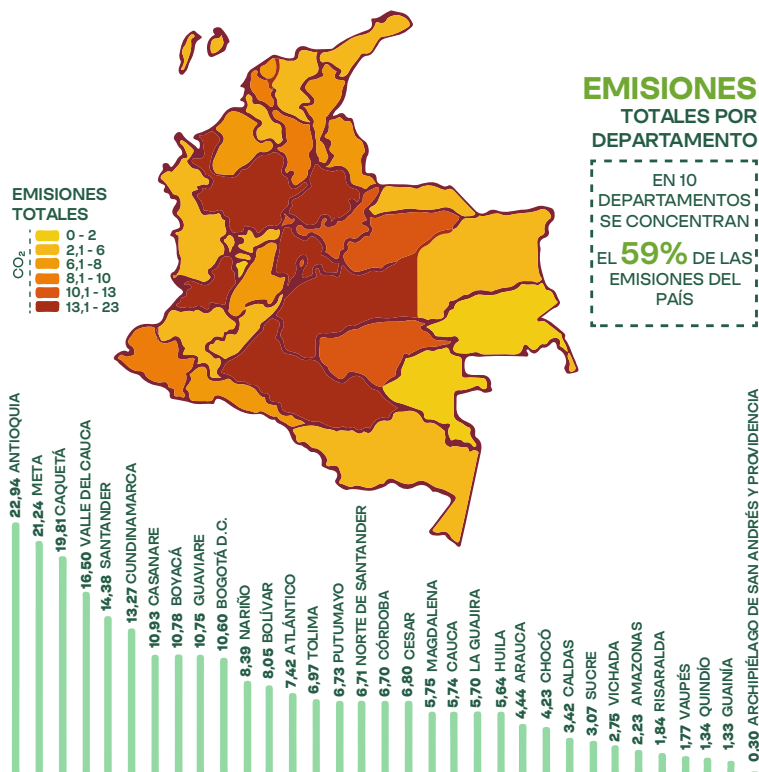 EMISIONES
TOTALES POR
DEPARTAMENTO
EN 10
DEPARTAMENTOS
SE CONCENTRAN
EL 59% DE LAS
EMISIONES DEL
PAÍS
EMISIONES
TOTALES
CO₂
0 - 2
2,1 - 6
6,1 -8
8,1 - 10
10,1 - 13
13,1 - 23
22,94 ANTIOQUIA
21,24 META
19,81 CAQUETÁ
16,50 VALLE DEL CAUCA
14,38 SANTANDER
13,27 CUNDINAMARCA
10,93 CASANARE
10,78 BOYACÁ
10,75 GUAVIARE
10,60 BOGOTÁ D.C.
8,39 NARIÑO
8,05 BOLÍVAR
7,42 ATLÁNTICO
6,97 TOLIMA
6,73 PUTUMAYO
6,71 NORTE DE SANTANDER
6,70 CÓRDOBA
6,80 CESAR
5,75 MAGDALENA
5,74 CAUCA
5,70 LA GUAJIRA
5,64 HUILA
4,44 ARAUCA
4,23 CHOCÓ
3,42 CALDAS
3,07 SUCRE
2,75 VICHADA
2,23 AMAZONAS
1,84 RISARALDA
1,77 VAUPÉS
1,34 QUINDÍO
1,33 GUAINÍA
0,30 ARCHIPIÉLAGO DE SAN ANDRÉS Y PROVIDENCIA